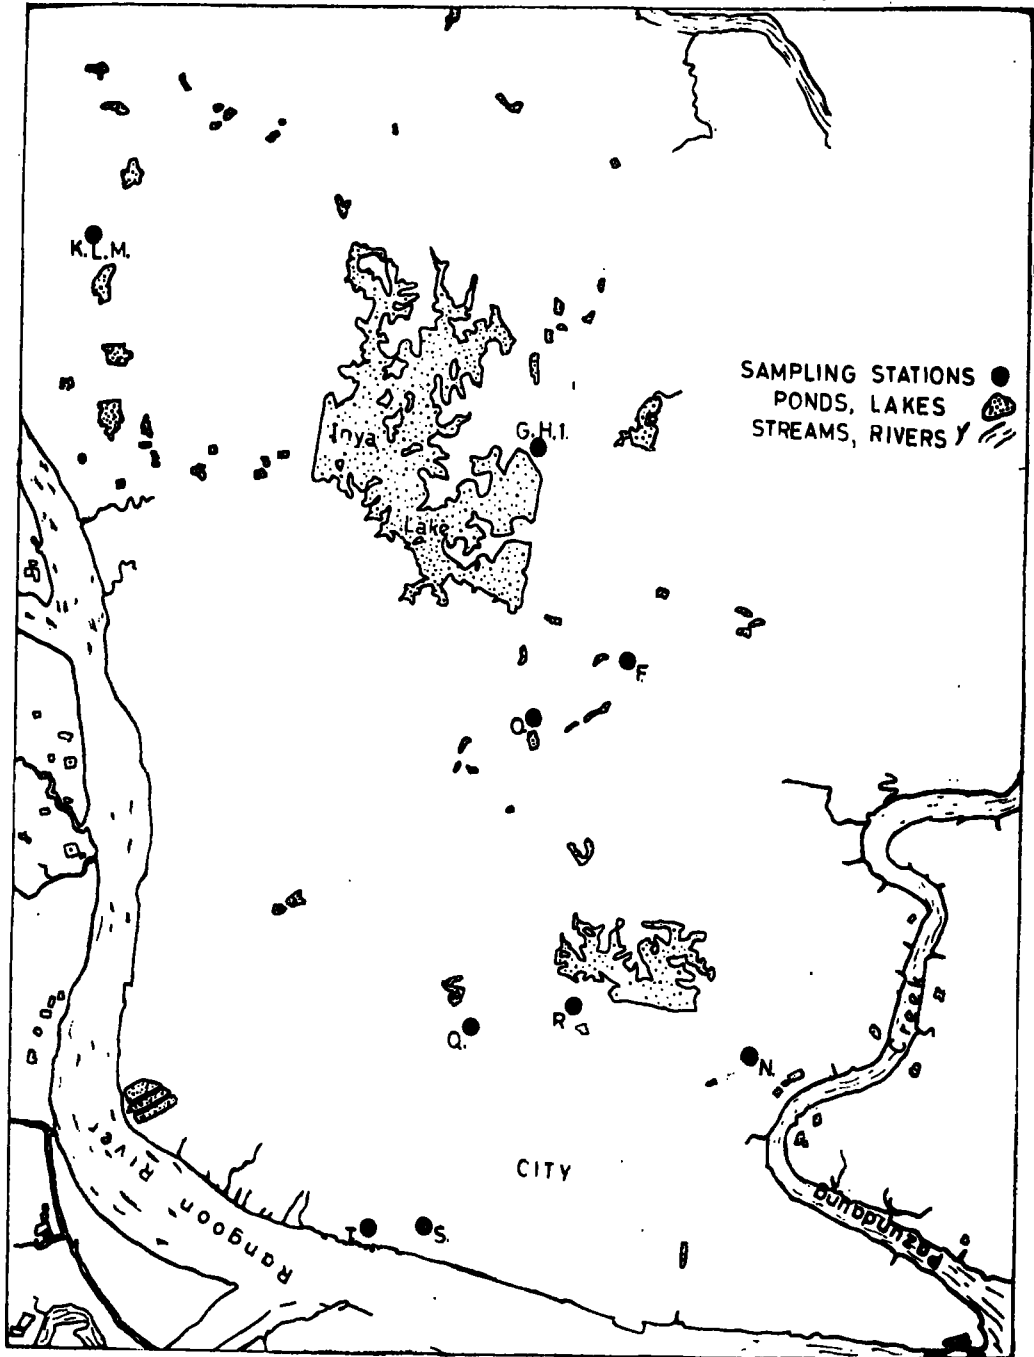 K.L.M.
SAMPLING STATIONS
PONDS, LAKES
STREAMS, RIVERS
G.H.I.
Inya
Lake
F.
O.
R
Q.
N.
Creek
Pazundaung
CITY
T.
S.
Rangoon River